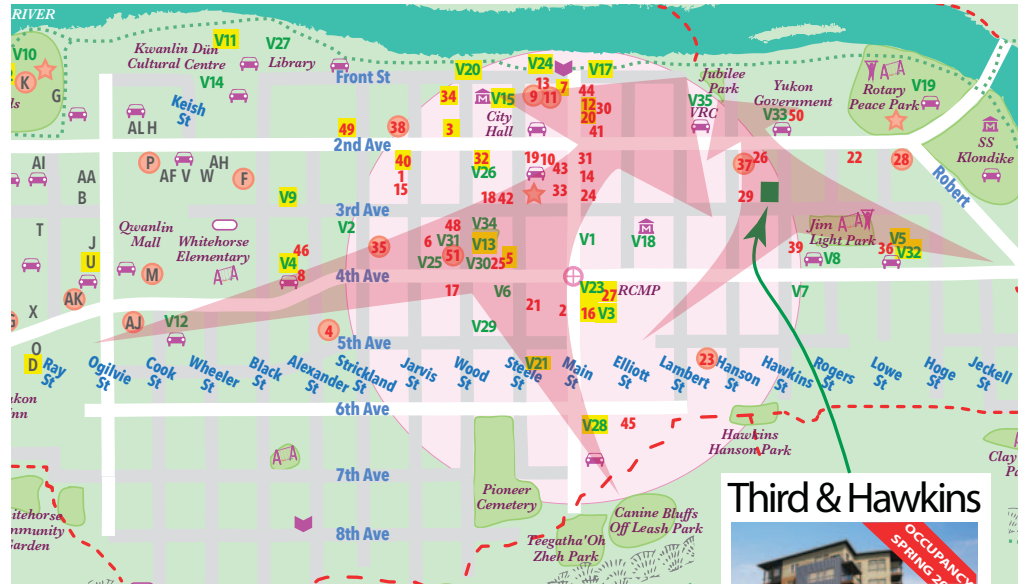 RIVER
V10
K
G
ls
Kwanlin Dün
Cultural Centre
V11
V27
Library
V14
Keish
St
Front St
V20
V24
V17
13
7
34
V15
9
11
44
12
30
20
41
City
Hall
Jubilee
Park
V35
VRC
Yukon
Government
V33
50
Rotary
Peace Park
V19
SS
Klondike
AL H
49
38
3
2nd Ave
AI
AA
B
P
AF V W
AH
F
V9
40
1
15
32
V26
19
10
43
33
18
42
31
14
24
37
26
29
22
28
Robert
3rd Ave
T
J
U
Qwanlin
Mall
Whitehorse
Elementary
V2
46
V4
8
35
6
48
V31
V25
51
V34
V13
V30
25
5
V1
V18
39
Jim
Light Park
V8
36
V5
V32
4th Ave
M
AK
X
AJ
V12
4
17
V6
21
2
V23
27
16
V3
RCMP
V7
V29
5th Ave
O
D
V21
23
Ray
St
Ogilvie
St
Cook
St
Wheeler
St
Black
St
Alexander
St
Strickland
St
Jarvis
St
Wood
St
Steele
St
Main
St
Elliott
St
Lambert
St
Hanson
St
Hawkins
St
Rogers
St
Lowe
St
Hoge
St
Jeckell
St
6th Ave
V28
45
Hawkins
Hanson Park
7th Ave
Pioneer
Cemetery
8th Ave
Teegatha'Oh
Zheh Park
Canine Bluffs
Off Leash Park
Clay
Third & Hawkins
OCCUPANCY
SPRING 20